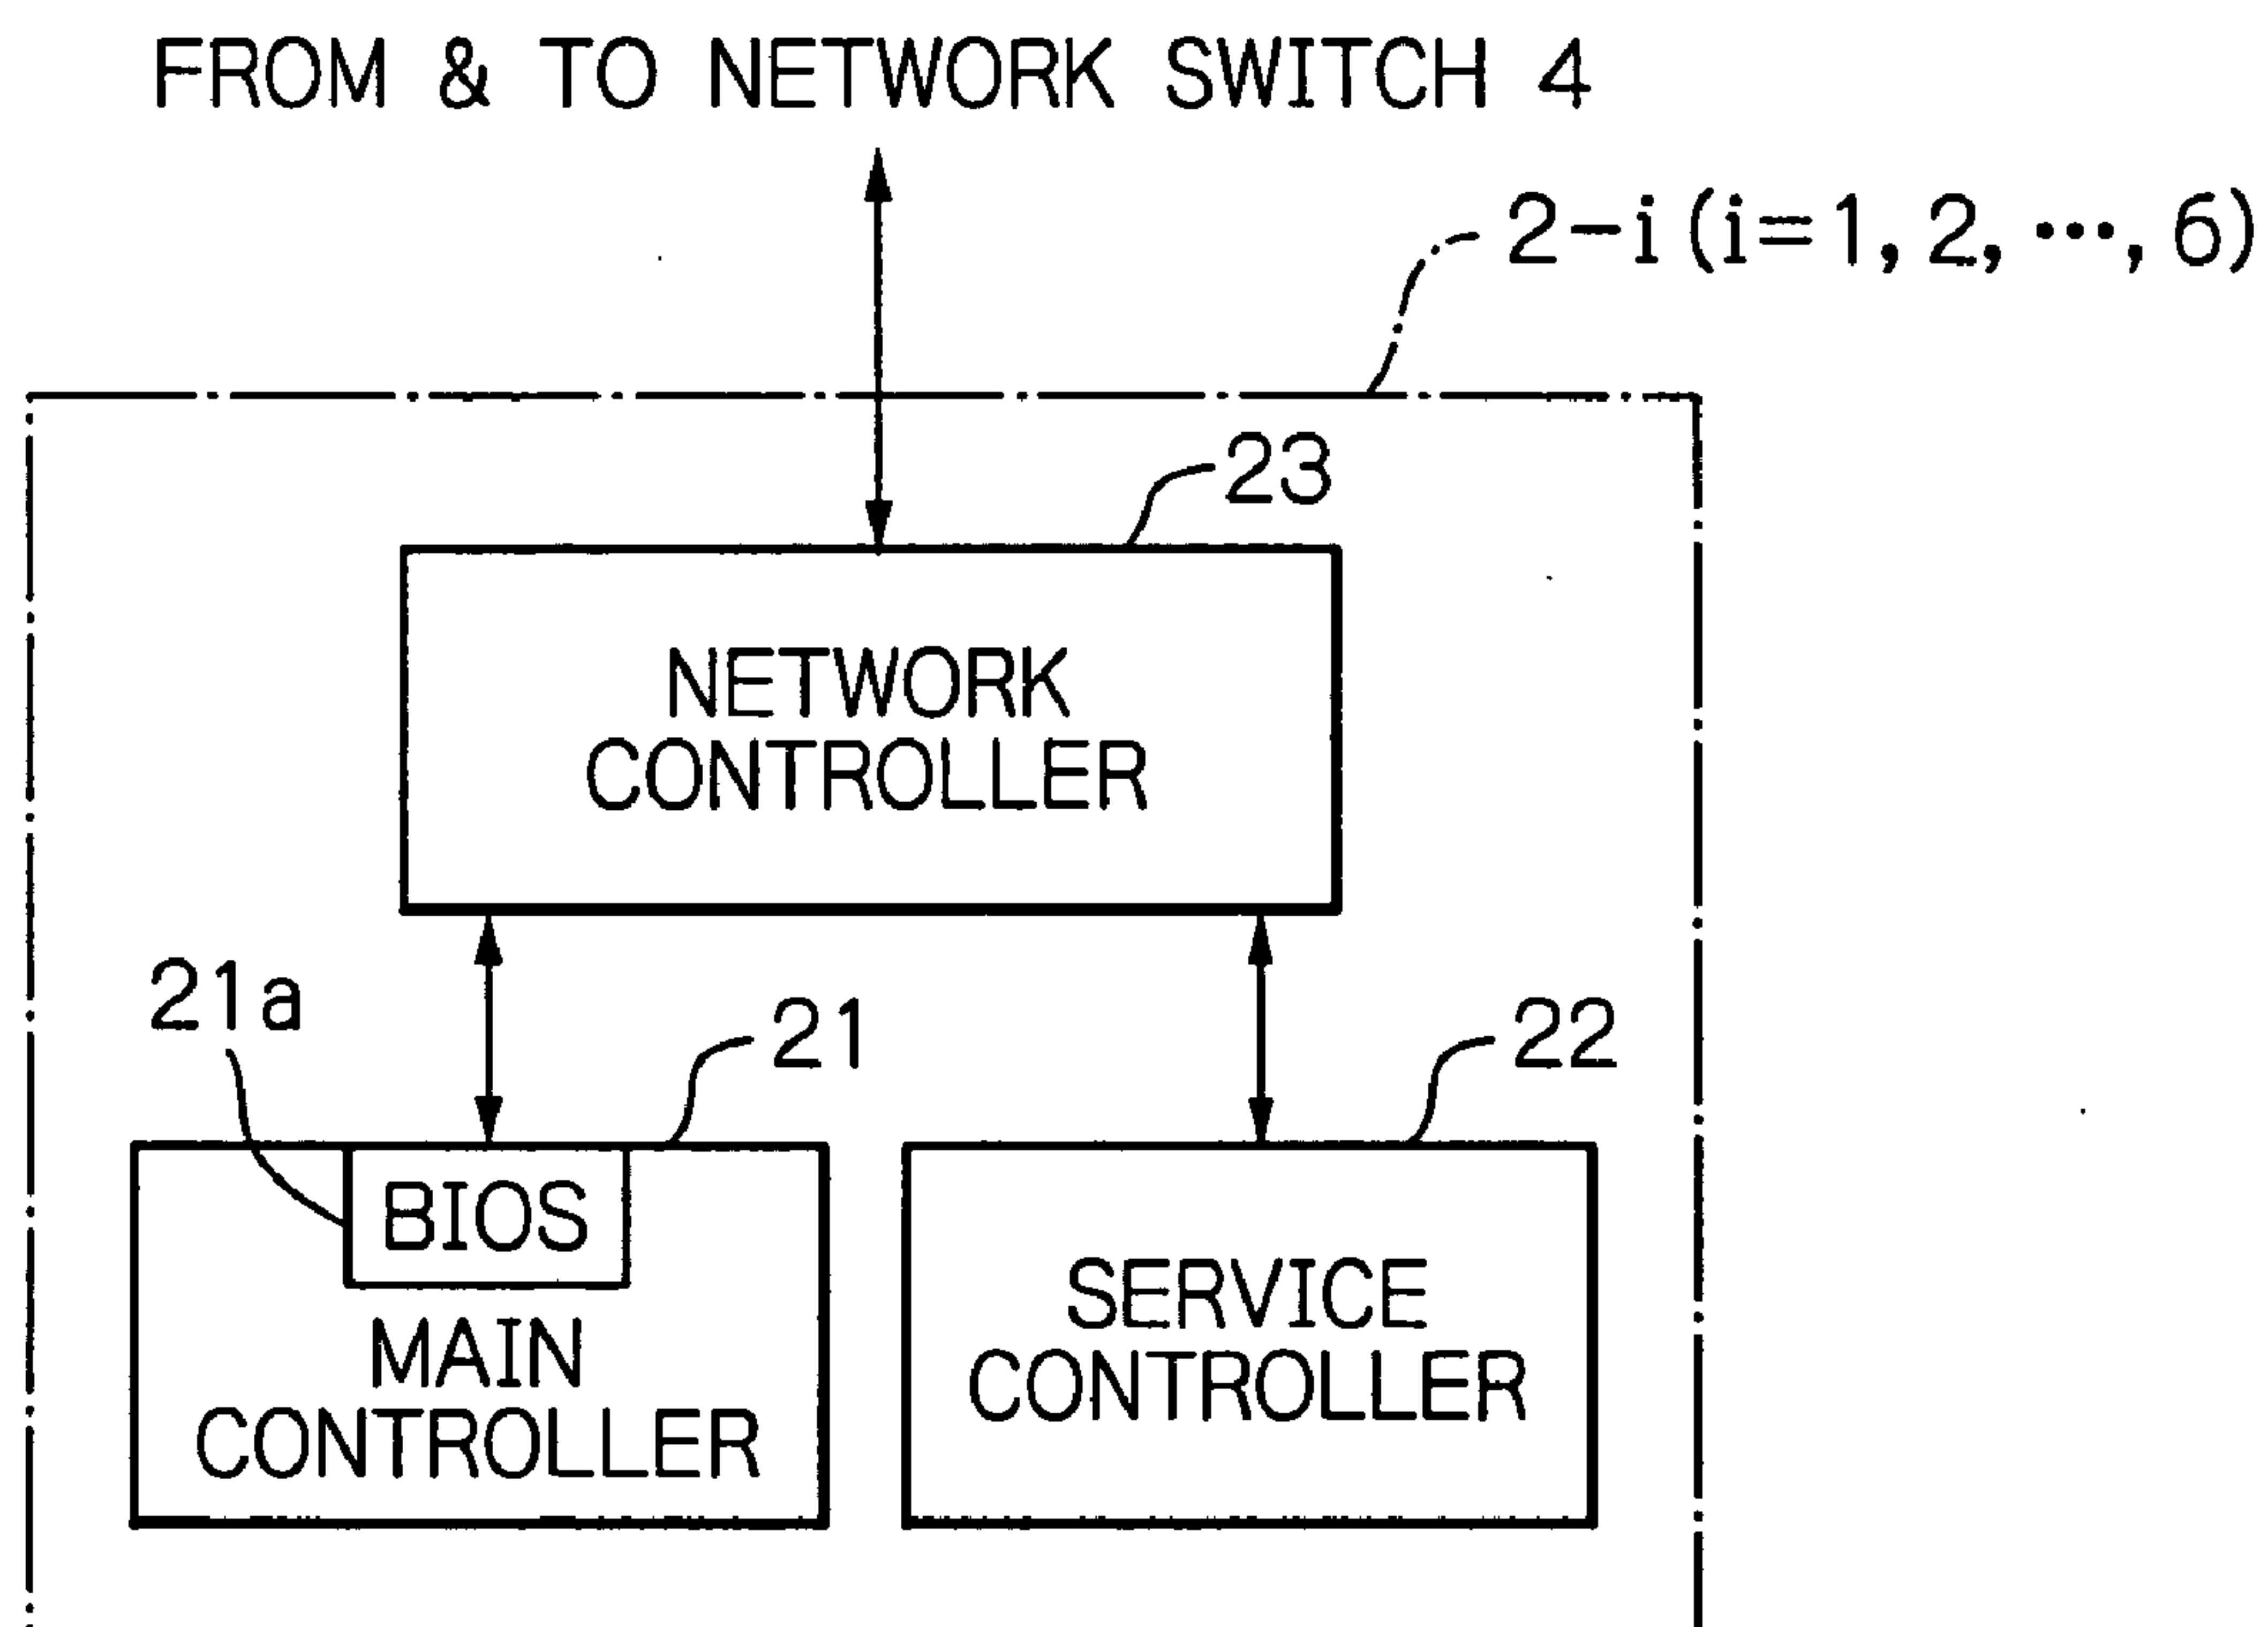 FROM & TO NETWORK SWITCH 4
2-i (i=1, 2, ···, 6)
23
NETWORK
CONTROLLER
21a
21
22
BIOS
MAIN
CONTROLLER
SERVICE
CONTROLLER